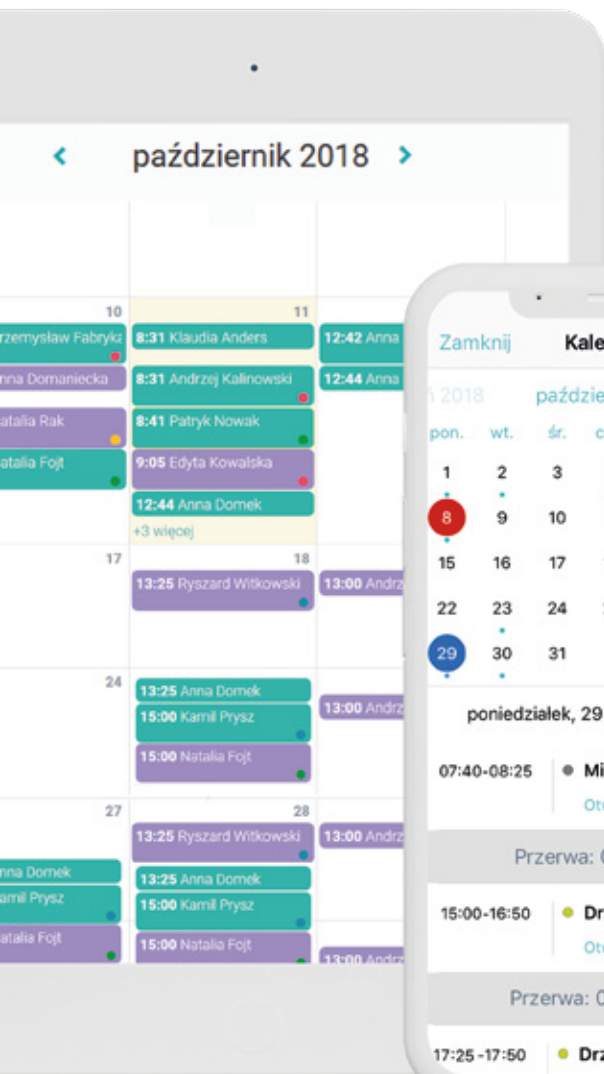 październik 2018
10
11
rzemysław Fabryka
8:31 Klaudia Anders
12:42 Anna
nna Domaniecka
8:31 Andrzej Kalinowski
12:44 Anna
atalia Rak
8:41 Patryk Nowak
atalia Fojt
9:05 Edyta Kowalska
12:44 Anna Domek
+3 więcej
17
18
13:25 Ryszard Witkowski
13:00 Andrz
24
13:25 Anna Domek
13:00 Andrz
15:00 Kamil Prysz
15:00 Natalia Fojt
27
28
13:25 Ryszard Witkowski
13:00 Andrz
nna Domek
13:25 Anna Domek
amil Prysz
15:00 Kamil Prysz
atalia Fojt
15:00 Natalia Fojt
13:00 Andrz
Zamknij Kale
ń 2018 paździe
pon. wt. śr. c
1 2 3
8 9 10
15 16 17
22 23 24
29 30 31
poniedziałek, 29
07:40-08:25 Mi
Otw
Przerwa: 0
15:00-16:50 Dr
Otw
Przerwa: 0
17:25-17:50 Drz